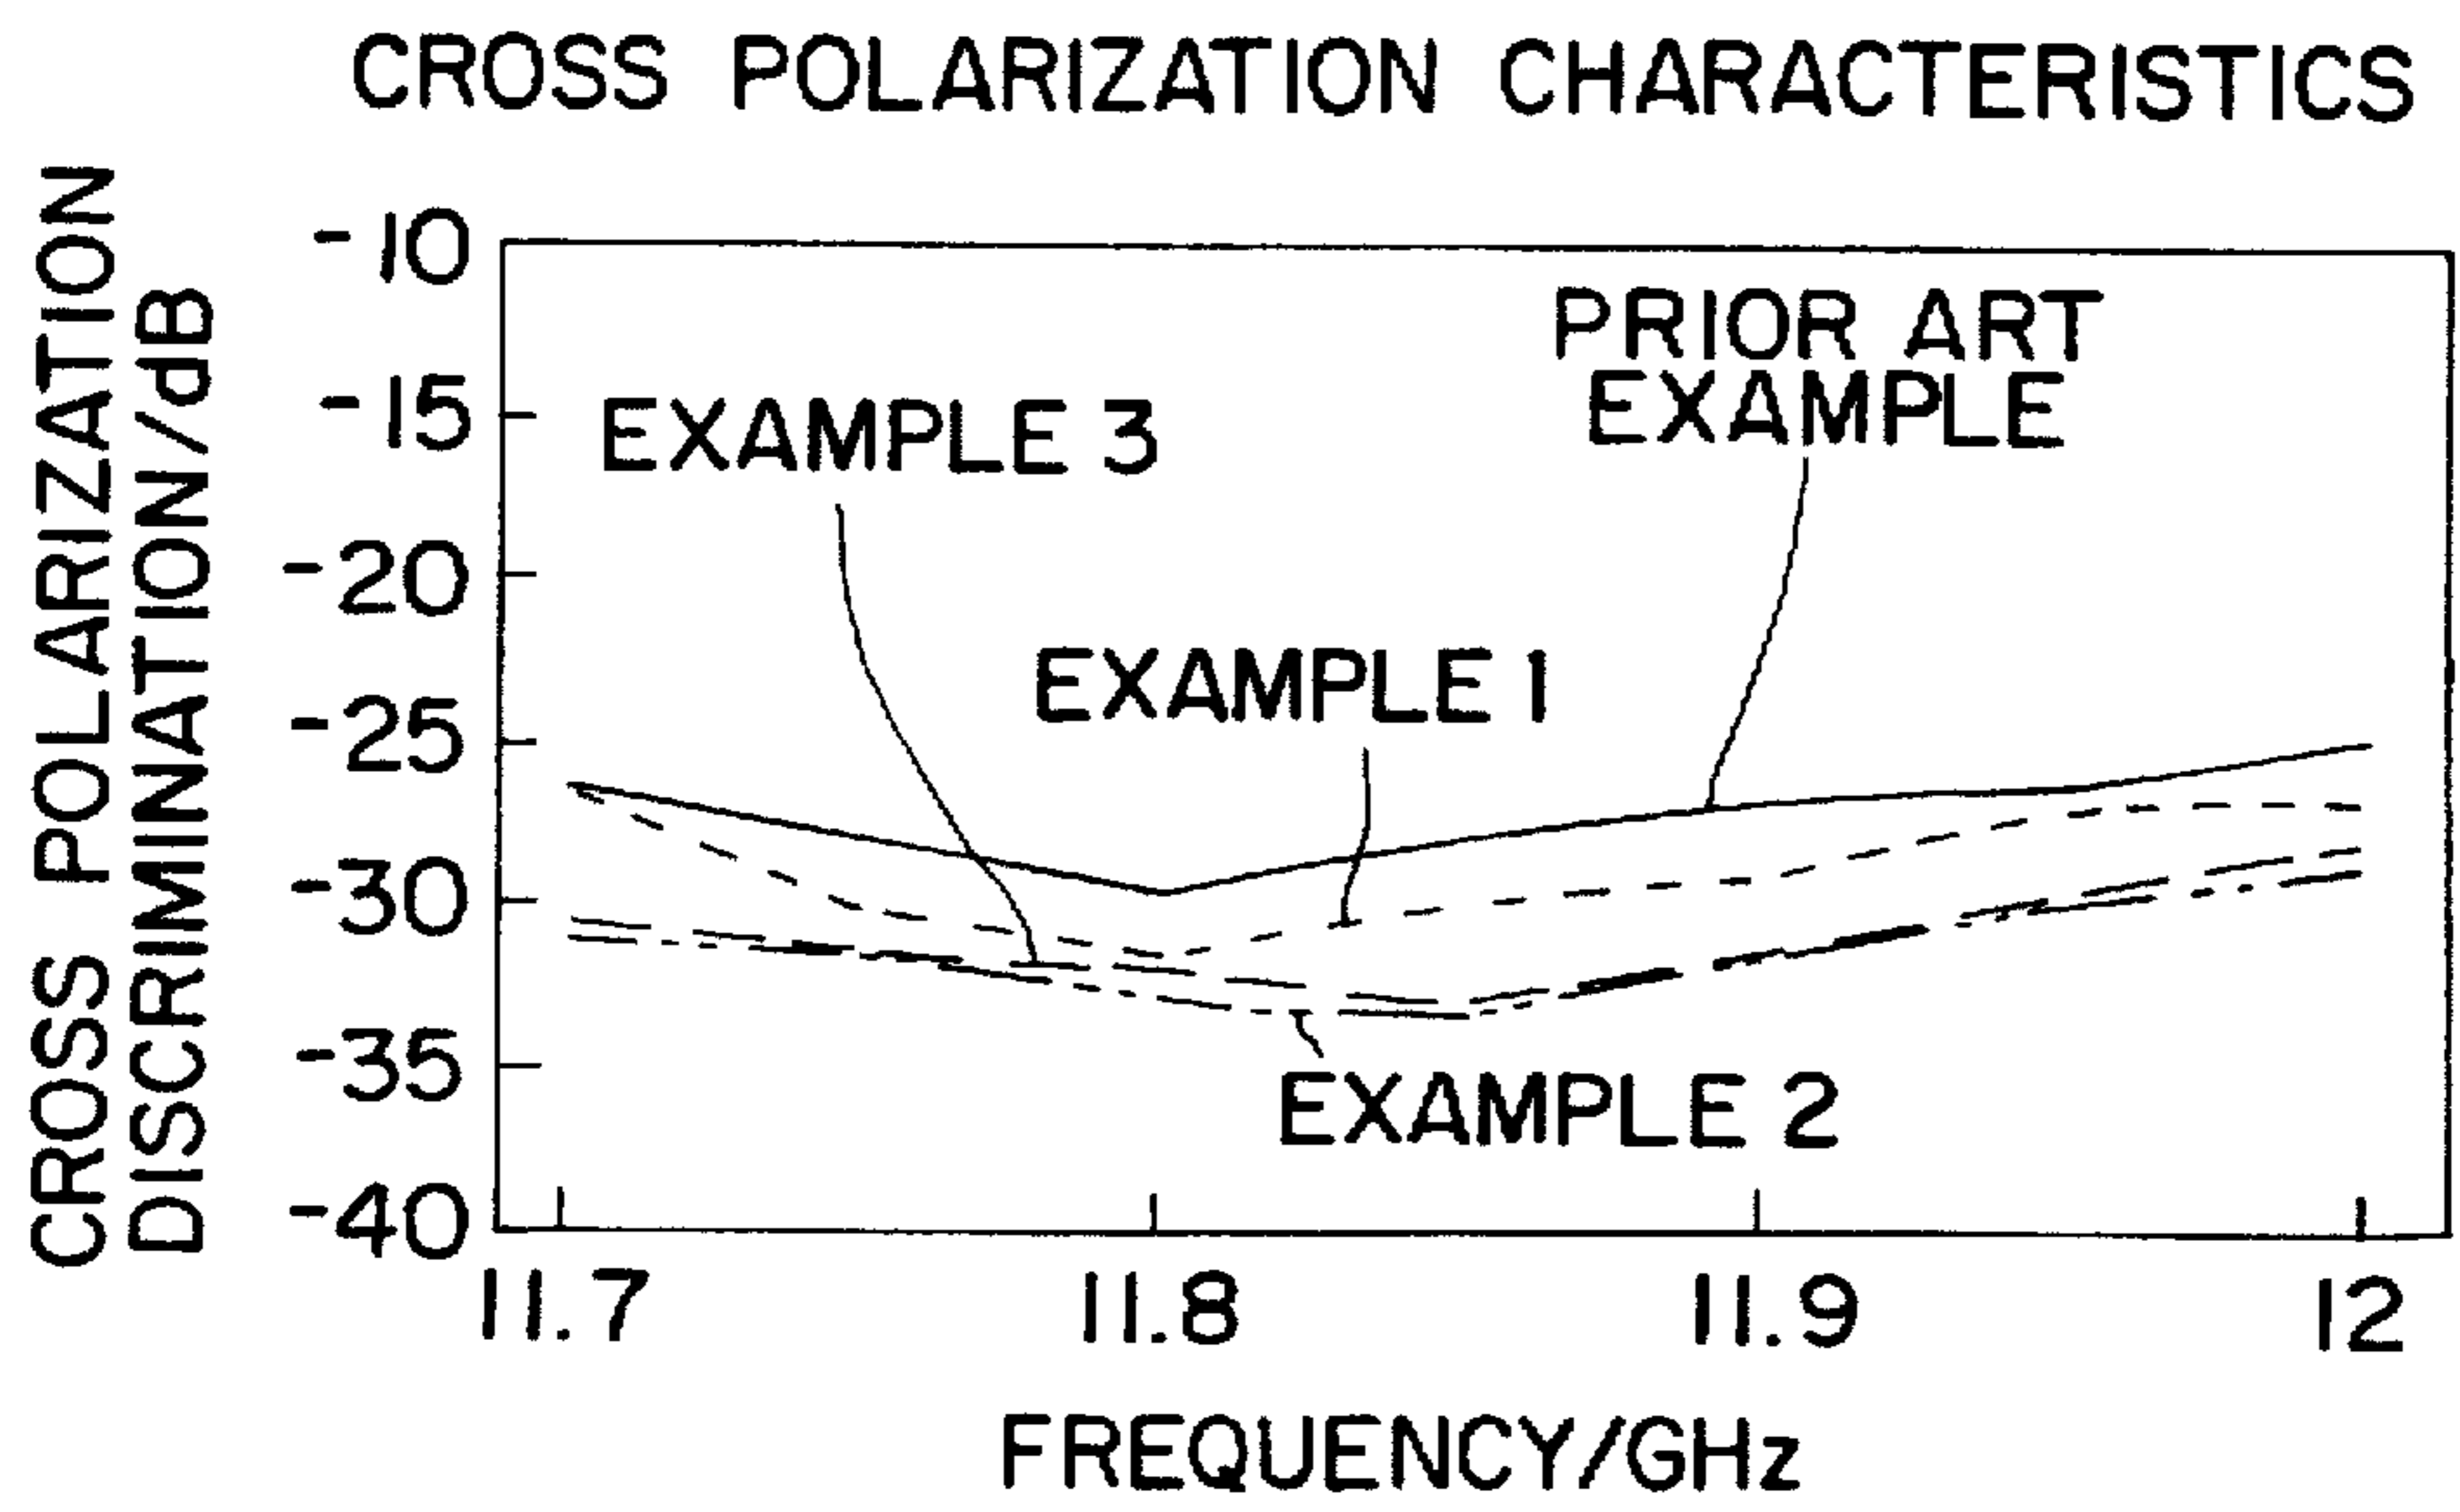 CROSS POLARIZATION CHARACTERISTICS
CROSS POLARIZATION
DISCRIMINATION/dB
-10
-15
-20
-25
-30
-35
-40
PRIOR ART
EXAMPLE
EXAMPLE 3
EXAMPLE 1
EXAMPLE 2
11.7
11.8
11.9
12
FREQUENCY/GHz